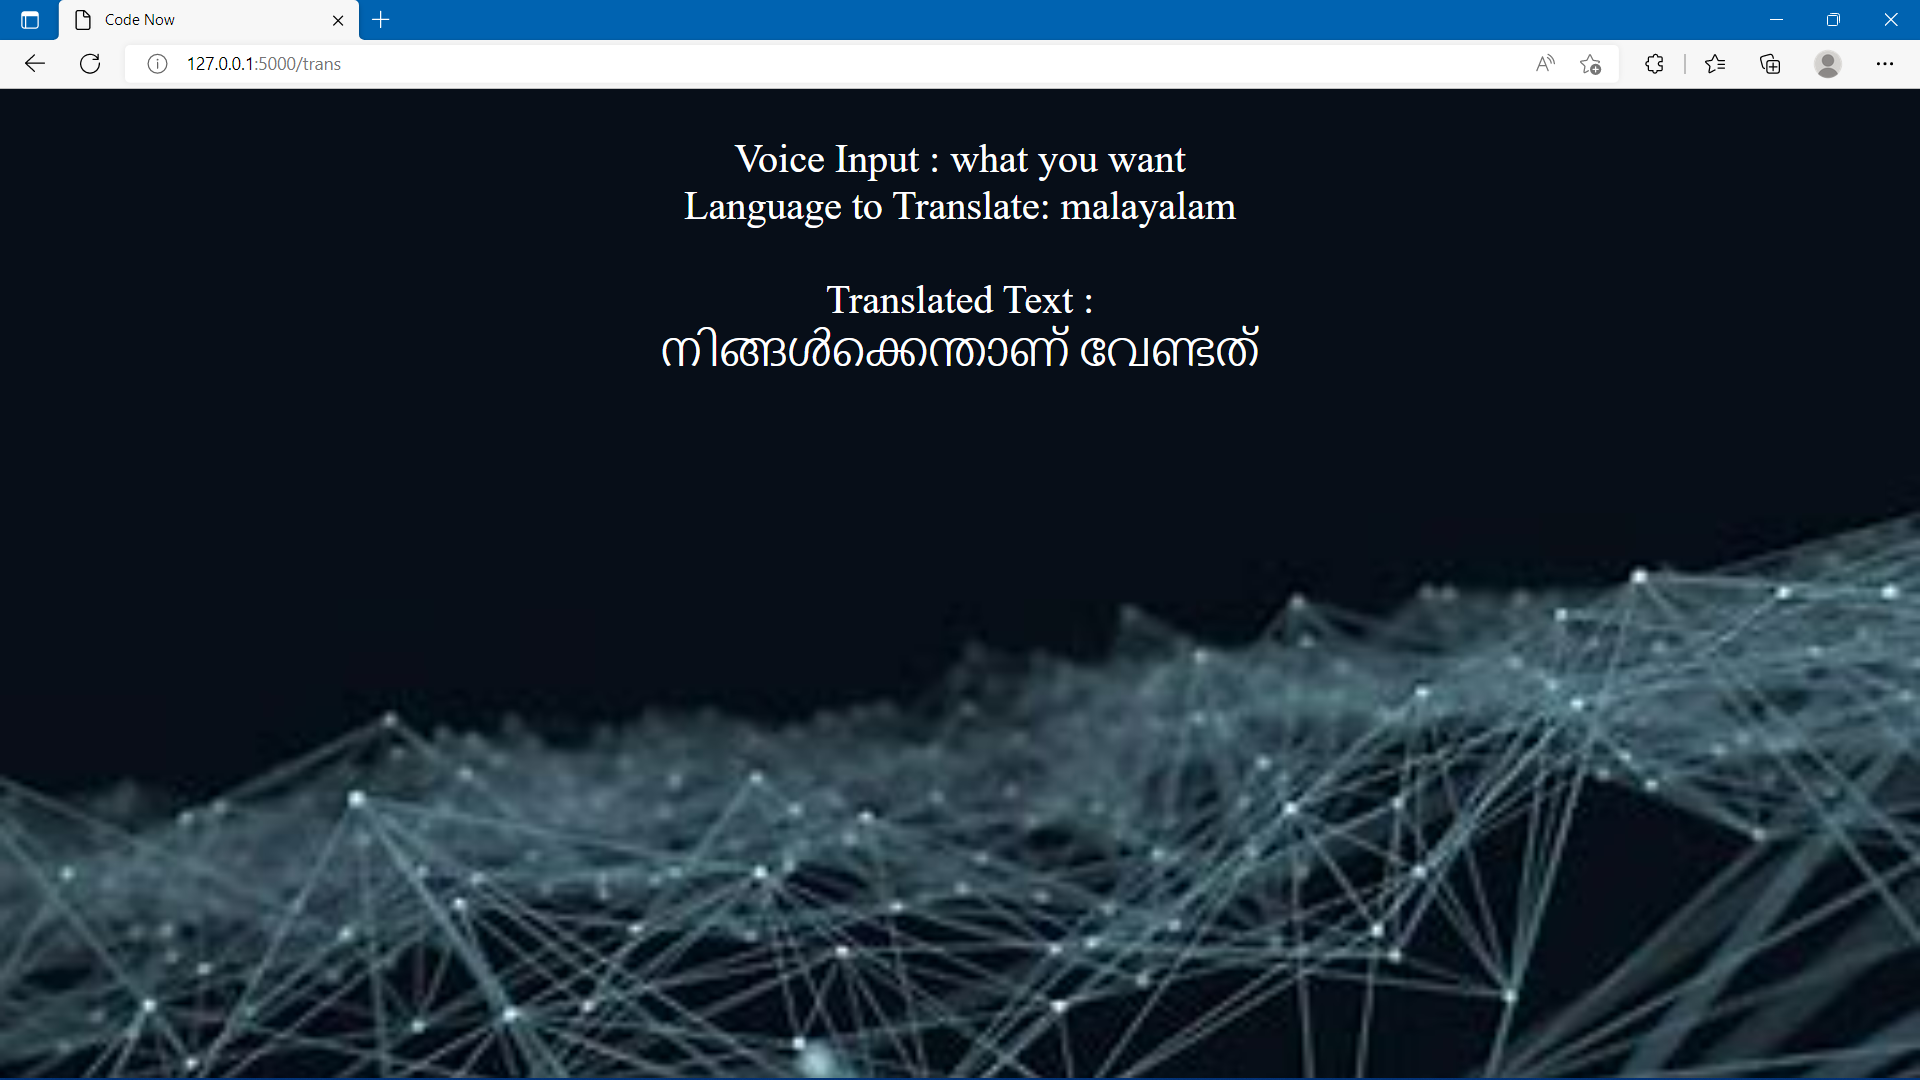 Code Now
127.0.0.1:5000/trans
Voice Input : what you want
Language to Translate: malayalam
Translated Text :
നിങ്ങൾക്കെന്താണ് വേണ്ടത്